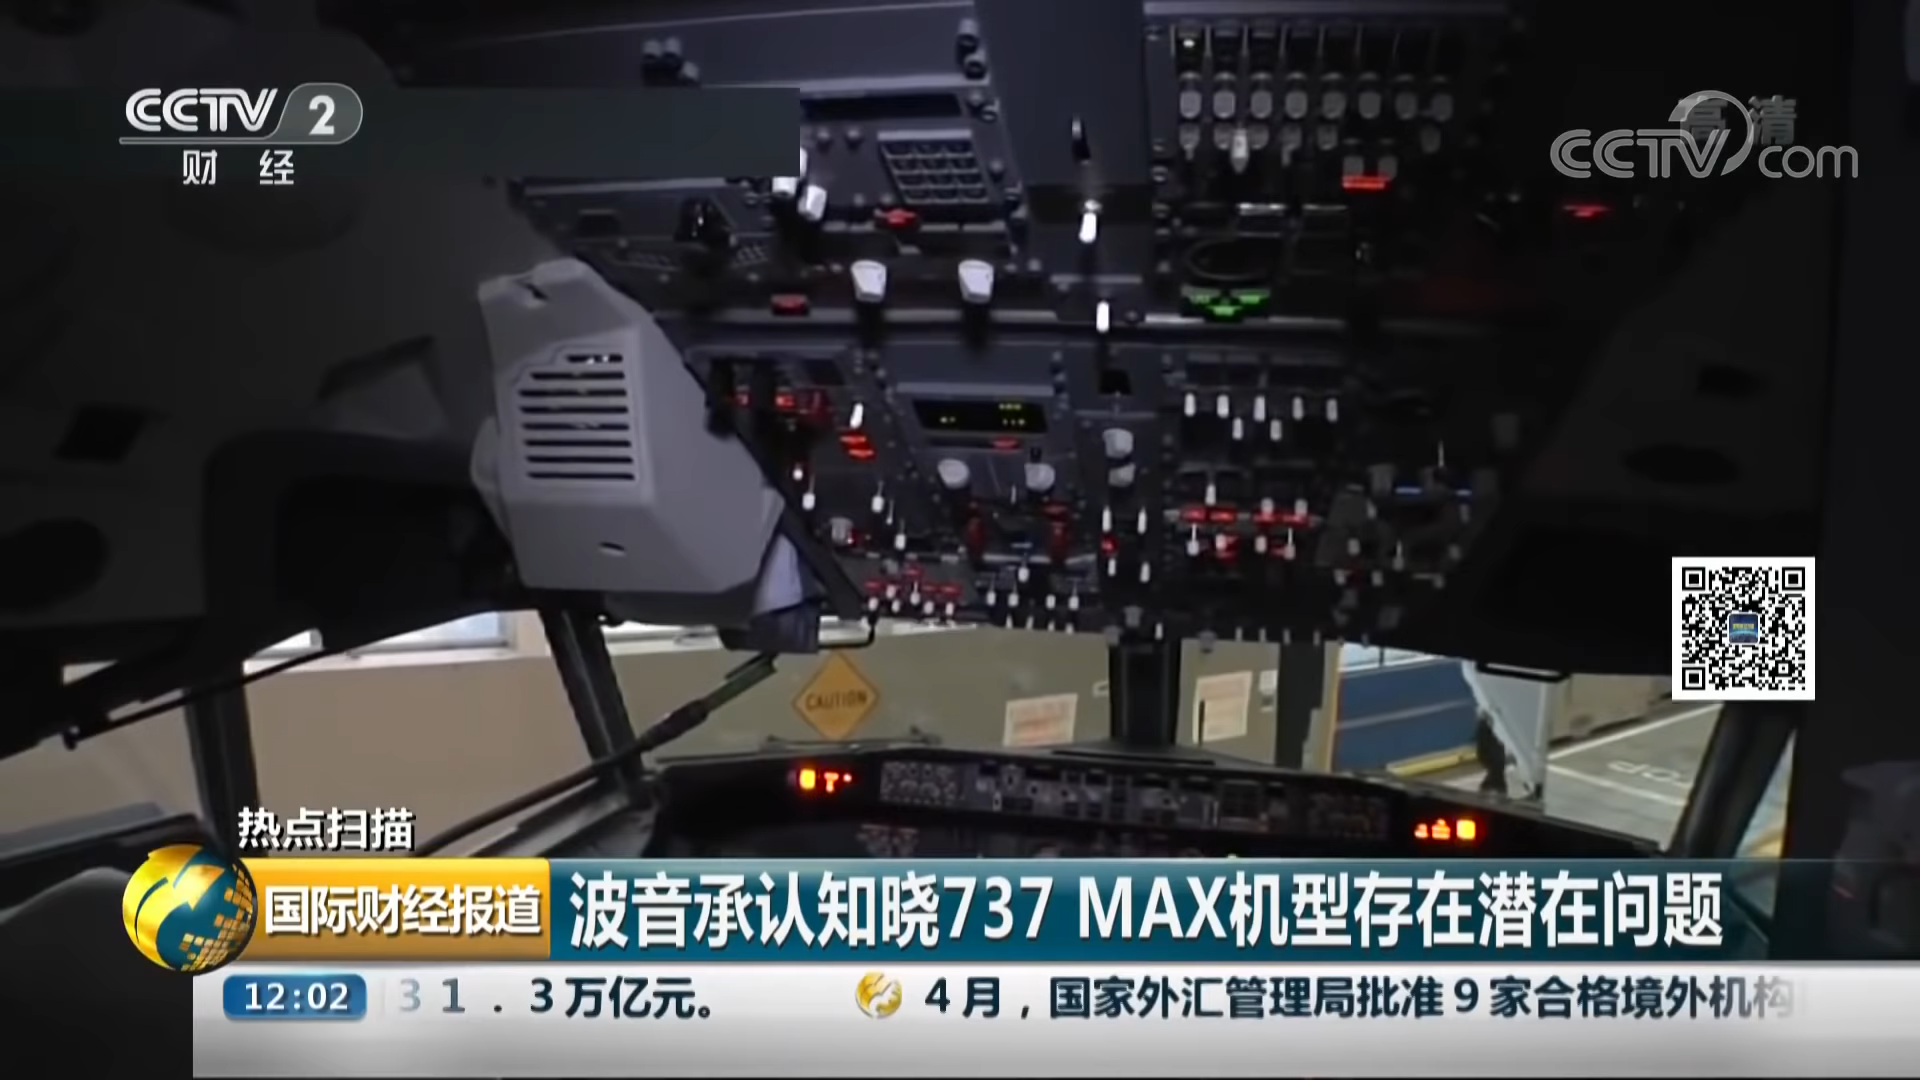 CCTV 2
财 经
高清
CCTV.com
CAUTION
热点扫描
国际财经报道
波音承认知晓737 MAX机型存在潜在问题
12:02
31.3万亿元。
4月，国家外汇管理局批准9家合格境外机构